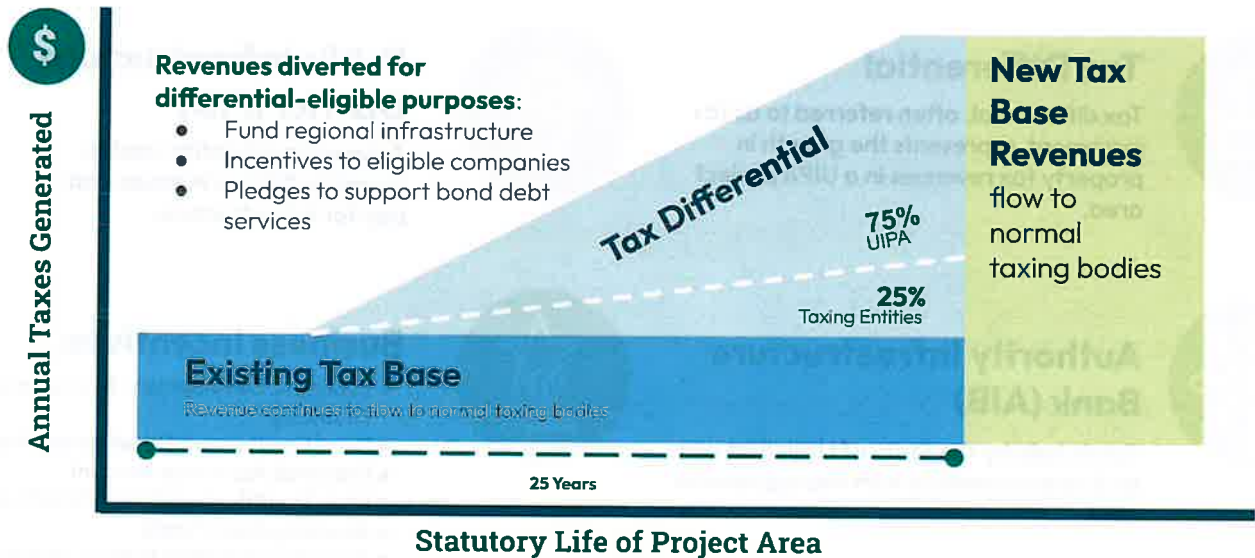 $
Annual Taxes Generated
Revenues diverted for
differential-eligible purposes:
• Fund regional infrastructure
• Incentives to eligible companies
• Pledges to support bond debt
services
Tax Differential
75%
UIPA
25%
Taxing Entities
New Tax
Base
Revenues
flow to
normal
taxing bodies
Existing Tax Base
Revenue continues to flow to normal taxing bodies
25 Years
Statutory Life of Project Area